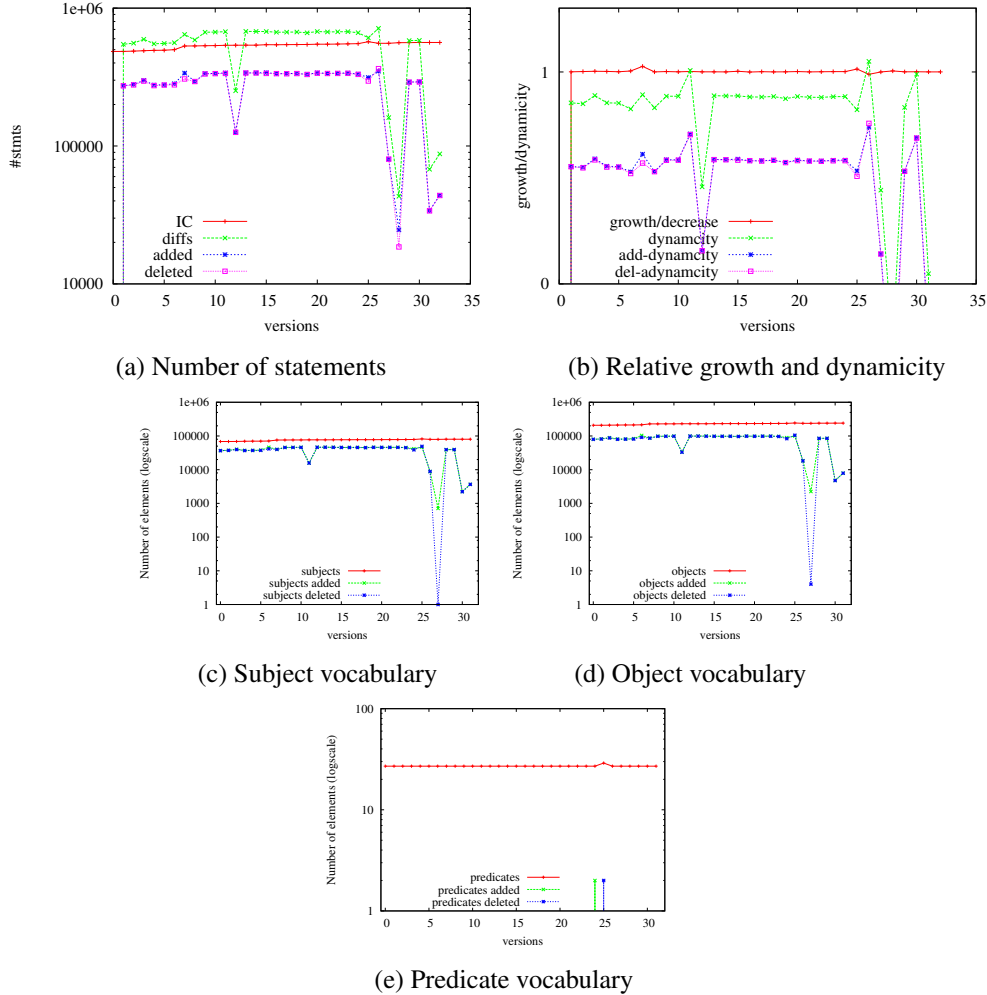 1e+06
100000
10000
#stmts
IC
diffs
added
deleted
0 5 10 15 20 25 30 35
versions
(a) Number of statements
1
0
growth/dynamicity
growth/decrease
dynamcity
add-dynamcity
del-adynamcity
0 5 10 15 20 25 30 35
versions
(b) Relative growth and dynamicity
1e+06
100000
10000
1000
100
10
1
Number of elements (logscale)
subjects
subjects added
subjects deleted
0 5 10 15 20 25 30
versions
(c) Subject vocabulary
1e+06
100000
10000
1000
100
10
1
Number of elements (logscale)
objects
objects added
objects deleted
0 5 10 15 20 25 30
versions
(d) Object vocabulary
100
10
1
Number of elements (logscale)
predicates
predicates added
predicates deleted
0 5 10 15 20 25 30
versions
(e) Predicate vocabulary